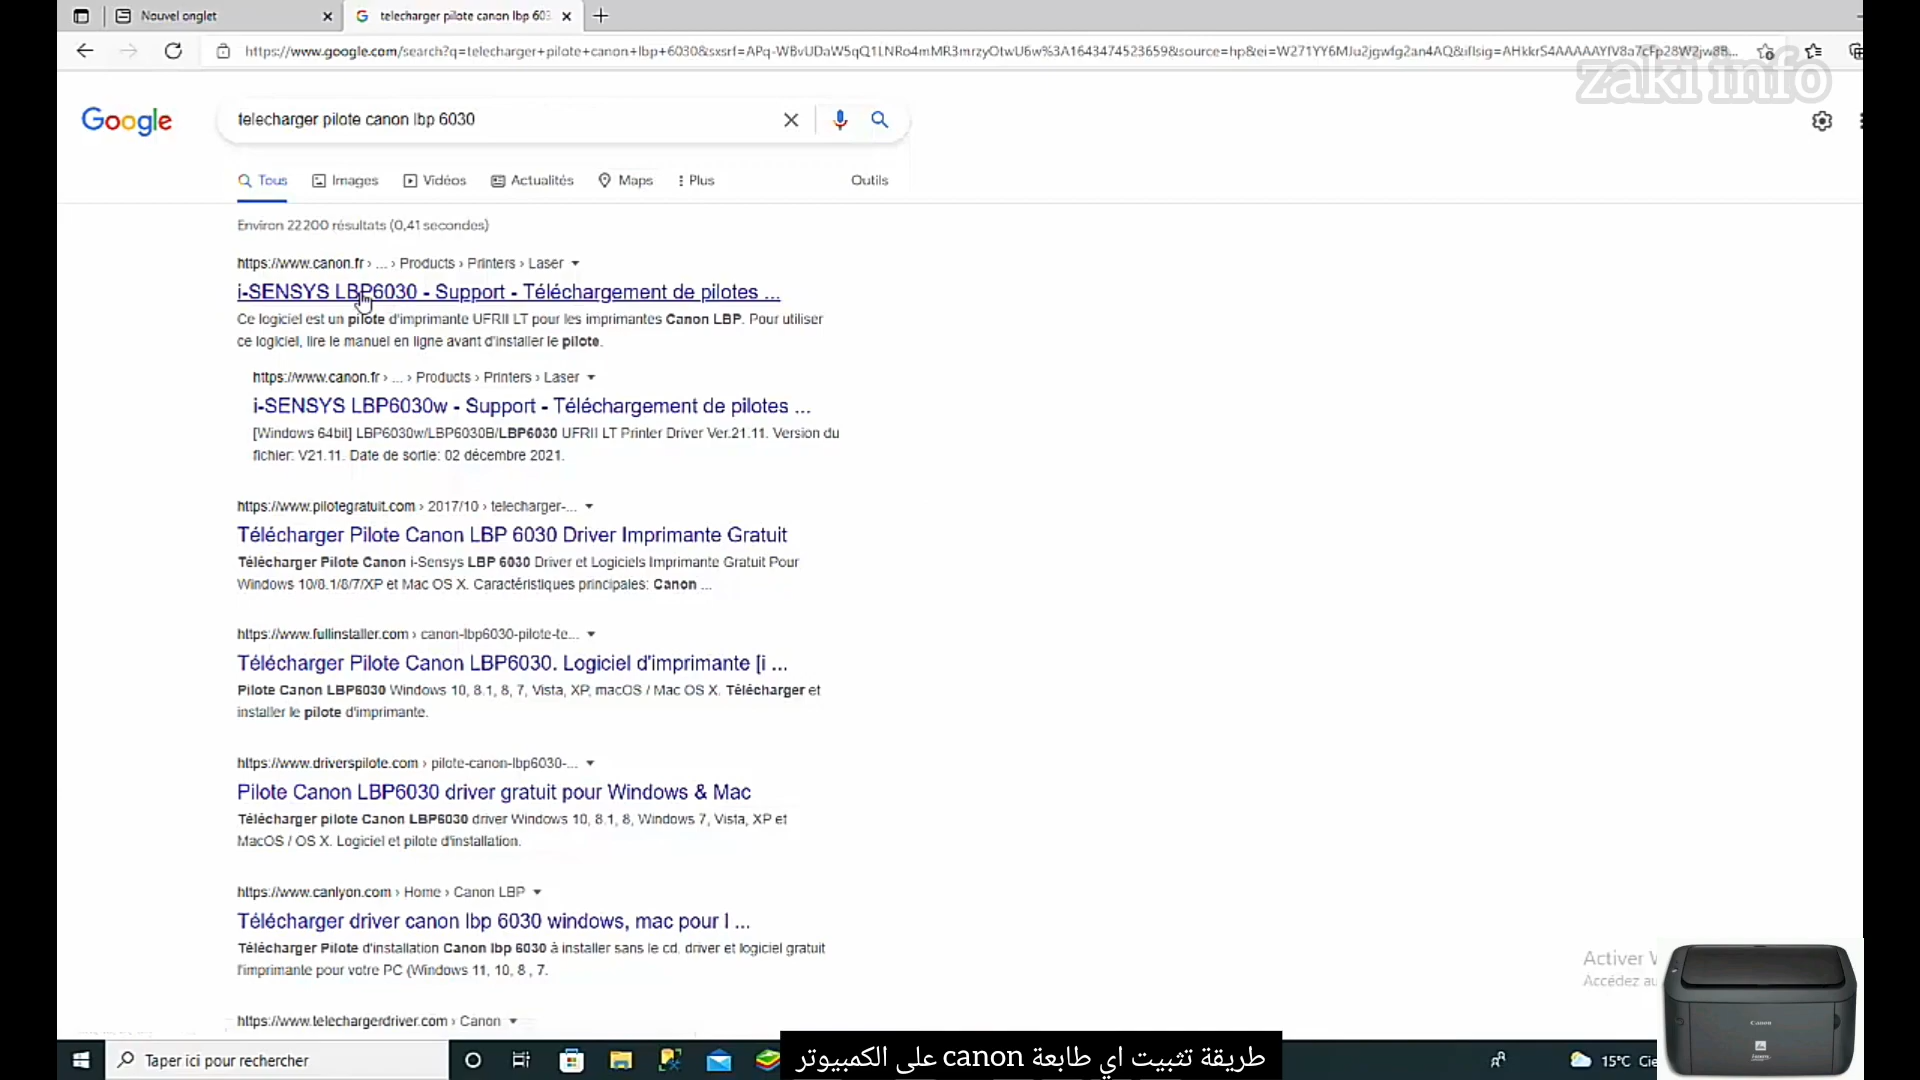 Nouvel onglet
telecharger pilote canon lbp 603
zaki info
Google
telecharger pilote canon lbp 6030
Tous
Images
Vidéos
Actualités
Maps
Plus
Outils
Environ 22 200 résultats (0,41 secondes)
https://www.canon.fr › ... › Products › Printers › Laser
i-SENSYS LBP6030 - Support - Téléchargement de pilotes ...
Ce logiciel est un pilote d'imprimante UFRII LT pour les imprimantes Canon LBP. Pour utiliser
ce logiciel, lire le manuel en ligne avant d'installer le pilote.
https://www.canon.fr › ... › Products › Printers › Laser
i-SENSYS LBP6030w - Support - Téléchargement de pilotes ...
[Windows 64bit] LBP6030w/LBP6030B/LBP6030 UFRII LT Printer Driver Ver.21.11. Version du
fichier: V21.11. Date de sortie: 02 décembre 2021.
https://www.pilotegratuit.com › 2017/10 › telecharger-...
Télécharger Pilote Canon LBP 6030 Driver Imprimante Gratuit
Télécharger Pilote Canon i-Sensys LBP 6030 Driver et Logiciels Imprimante Gratuit Pour
Windows 10/8.1/8/7/XP et Mac OS X. Caractéristiques principales: Canon ...
https://www.fullinstaller.com › canon-lbp6030-pilote-te...
Télécharger Pilote Canon LBP6030. Logiciel d'imprimante [i ...
Pilote Canon LBP6030 Windows 10, 8.1, 8, 7, Vista, XP, macOS / Mac OS X. Télécharger et
installer le pilote d'imprimante.
https://www.driverspilote.com › pilote-canon-lbp6030-...
Pilote Canon LBP6030 driver gratuit pour Windows & Mac
Télécharger pilote Canon LBP6030 driver Windows 10, 8.1, 8, Windows 7, Vista, XP et
MacOS / OS X. Logiciel et pilote d'installation.
https://www.canlyon.com › Home › Canon LBP
Télécharger driver canon lbp 6030 windows, mac pour l ...
Télécharger Pilote d'installation Canon lbp 6030 à installer sans le cd. driver et logiciel gratuit
l'imprimante pour votre PC (Windows 11, 10, 8 , 7.
https://www.telechargerdriver.com › Canon
Activer
Accédez au
Canon
Taper ici pour rechercher
طريقة تثبيت اي طابعة canon على الكمبيوتر
15°C Cie